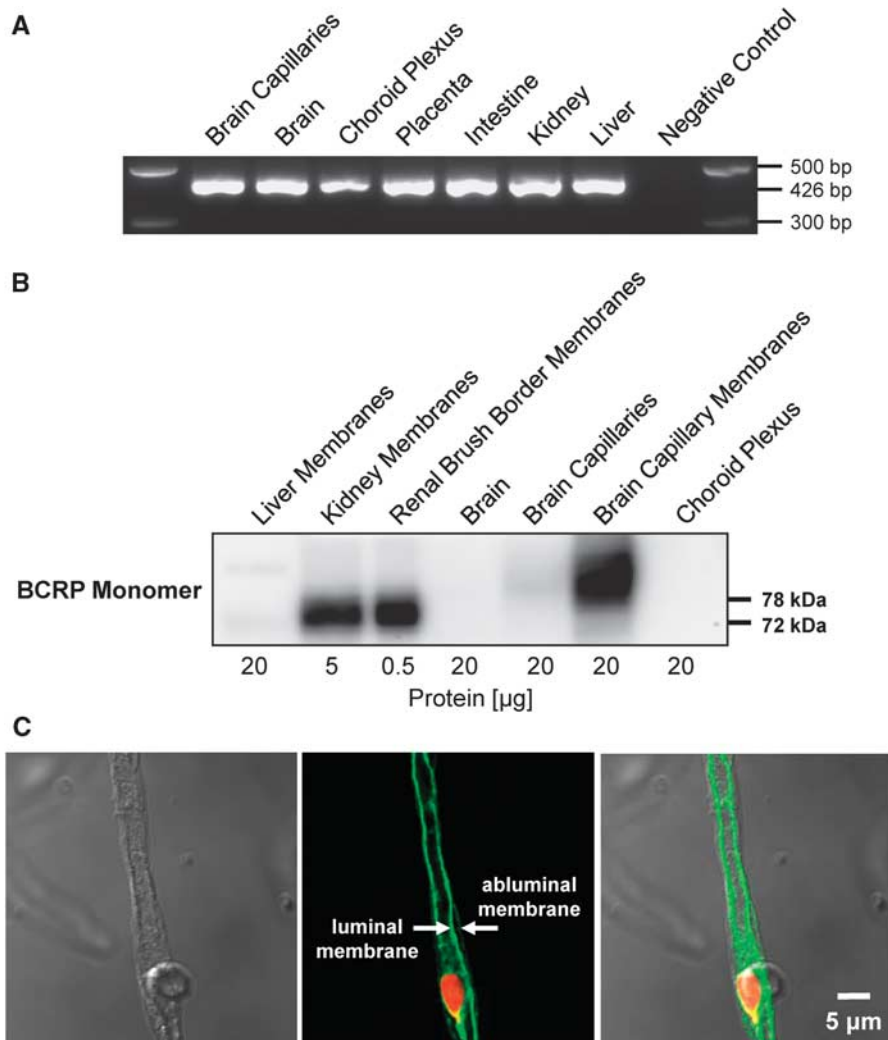 A
Brain Capillaries
Brain
Choroid Plexus
Placenta
Intestine
Kidney
Liver
Negative Control
500 bp
426 bp
300 bp
B
Liver Membranes
Kidney Membranes
Renal Brush Border Membranes
Brain
Brain Capillaries
Brain Capillary Membranes
Choroid Plexus
BCRP Monomer
78 kDa
72 kDa
20 5 0.5 20 20 20 20
Protein [µg]
C
abluminal
membrane
luminal
membrane
5 µm